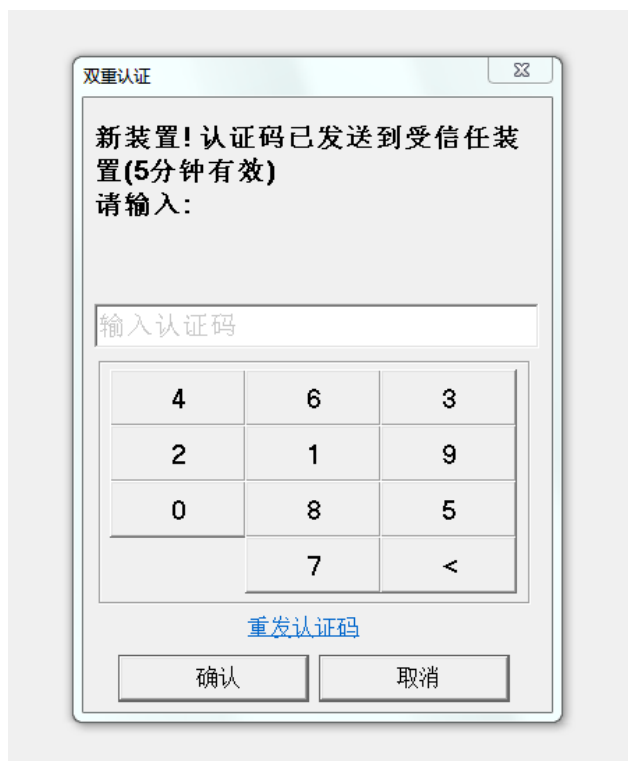 双重认证
新装置! 认证码已发送到受信任装
置(5分钟有效)
请输入:
输入认证码
4 6 3
2 1 9
0 8 5
7 <
重发认证码
确认 取消